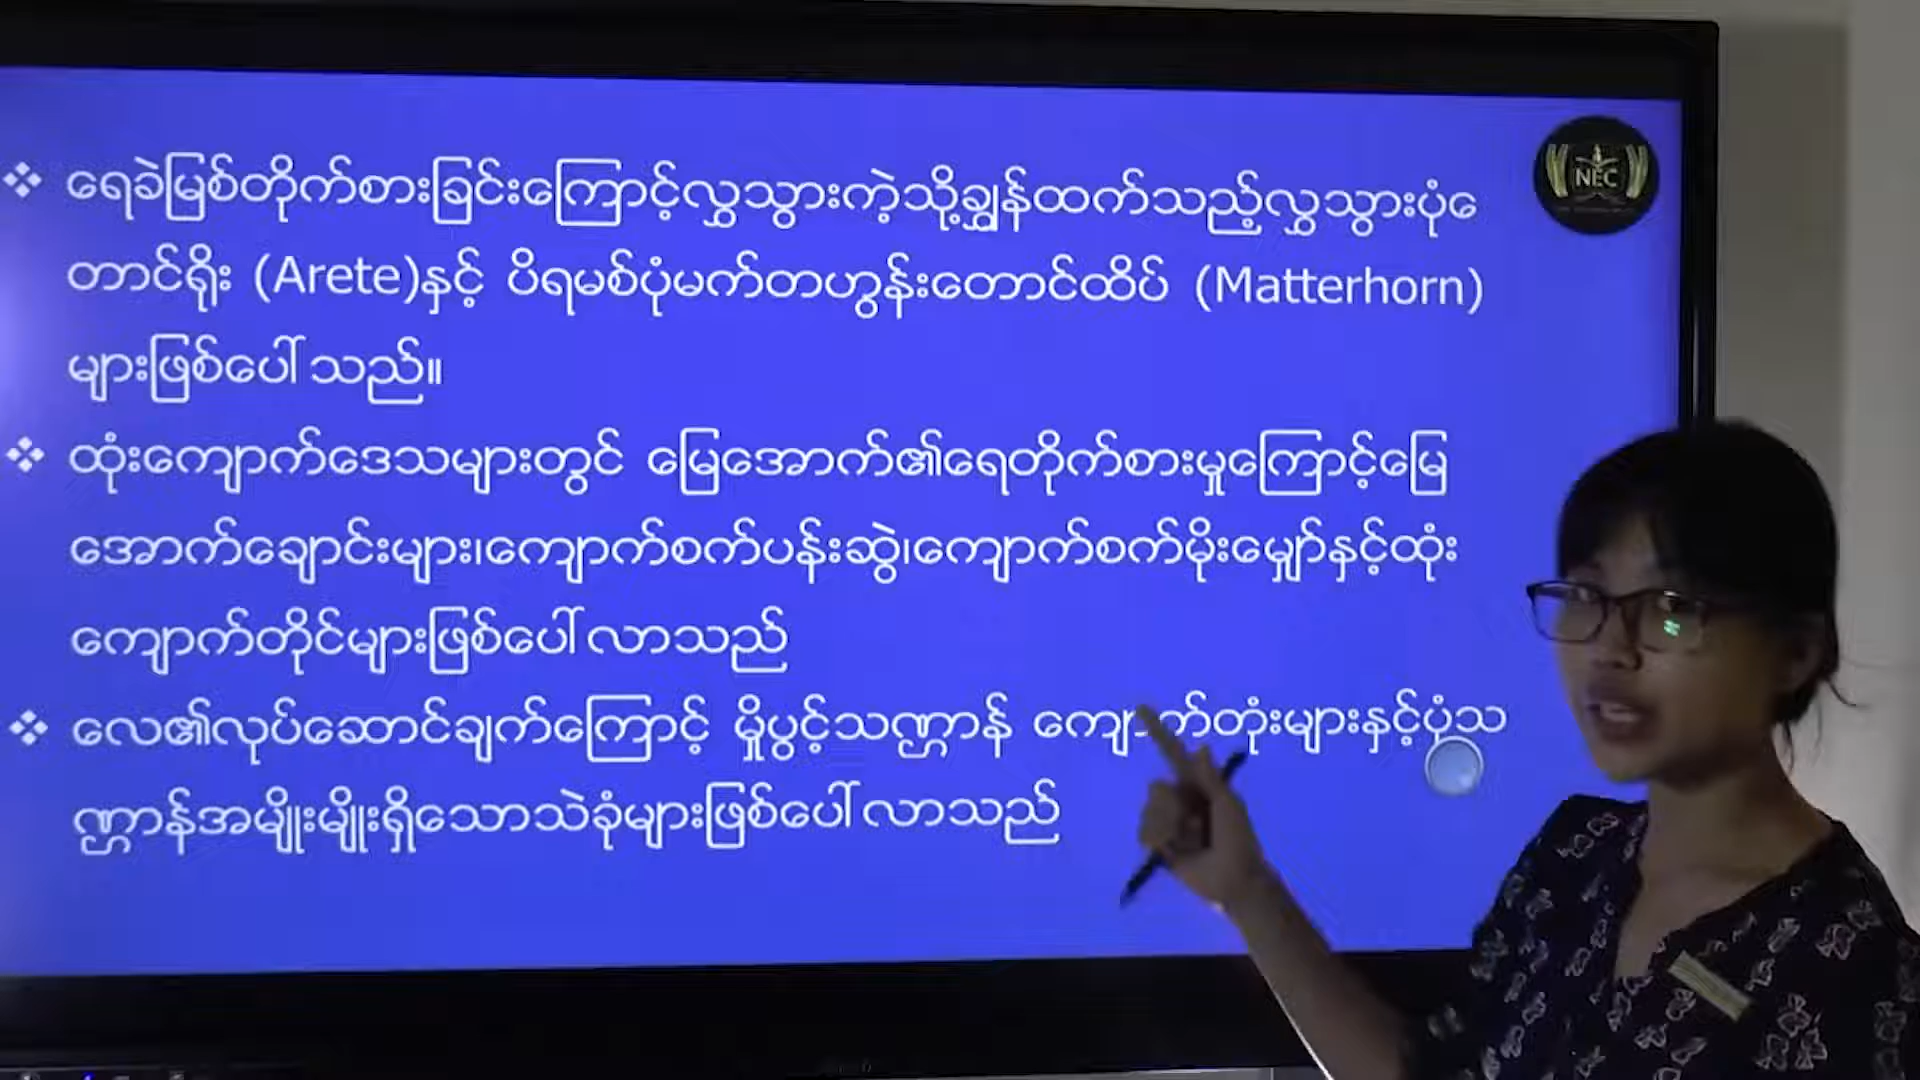 ❖ ရေခဲမြစ်တိုက်စားခြင်းကြောင့်လွှသွားကဲ့သို့ချွန်ထက်သည့်လွှသွားပုံေ
တာင်ရိုး (Arete)နှင့် ပိရမစ်ပုံမက်တဟွန်းတောင်ထိပ် (Matterhorn)
များဖြစ်ပေါ်သည်။
❖ ထုံးကျောက်ဒေသများတွင် မြေအောက်၏ရေတိုက်စားမှုကြောင့်မြေ
အောက်ချောင်းများ၊ကျောက်စက်ပန်းဆွဲ၊ကျောက်စက်မိုးမျှော်နှင့်ထုံး
ကျောက်တိုင်များဖြစ်ပေါ်လာသည်
❖ လေ၏လုပ်ဆောင်ချက်ကြောင့် မှိုပွင့်သဏ္ဌာန် ကျောက်တုံးများနှင့်ပုံသ
ဏ္ဌာန်အမျိုးမျိုးရှိသောသဲခုံများဖြစ်ပေါ်လာသည်
NEC